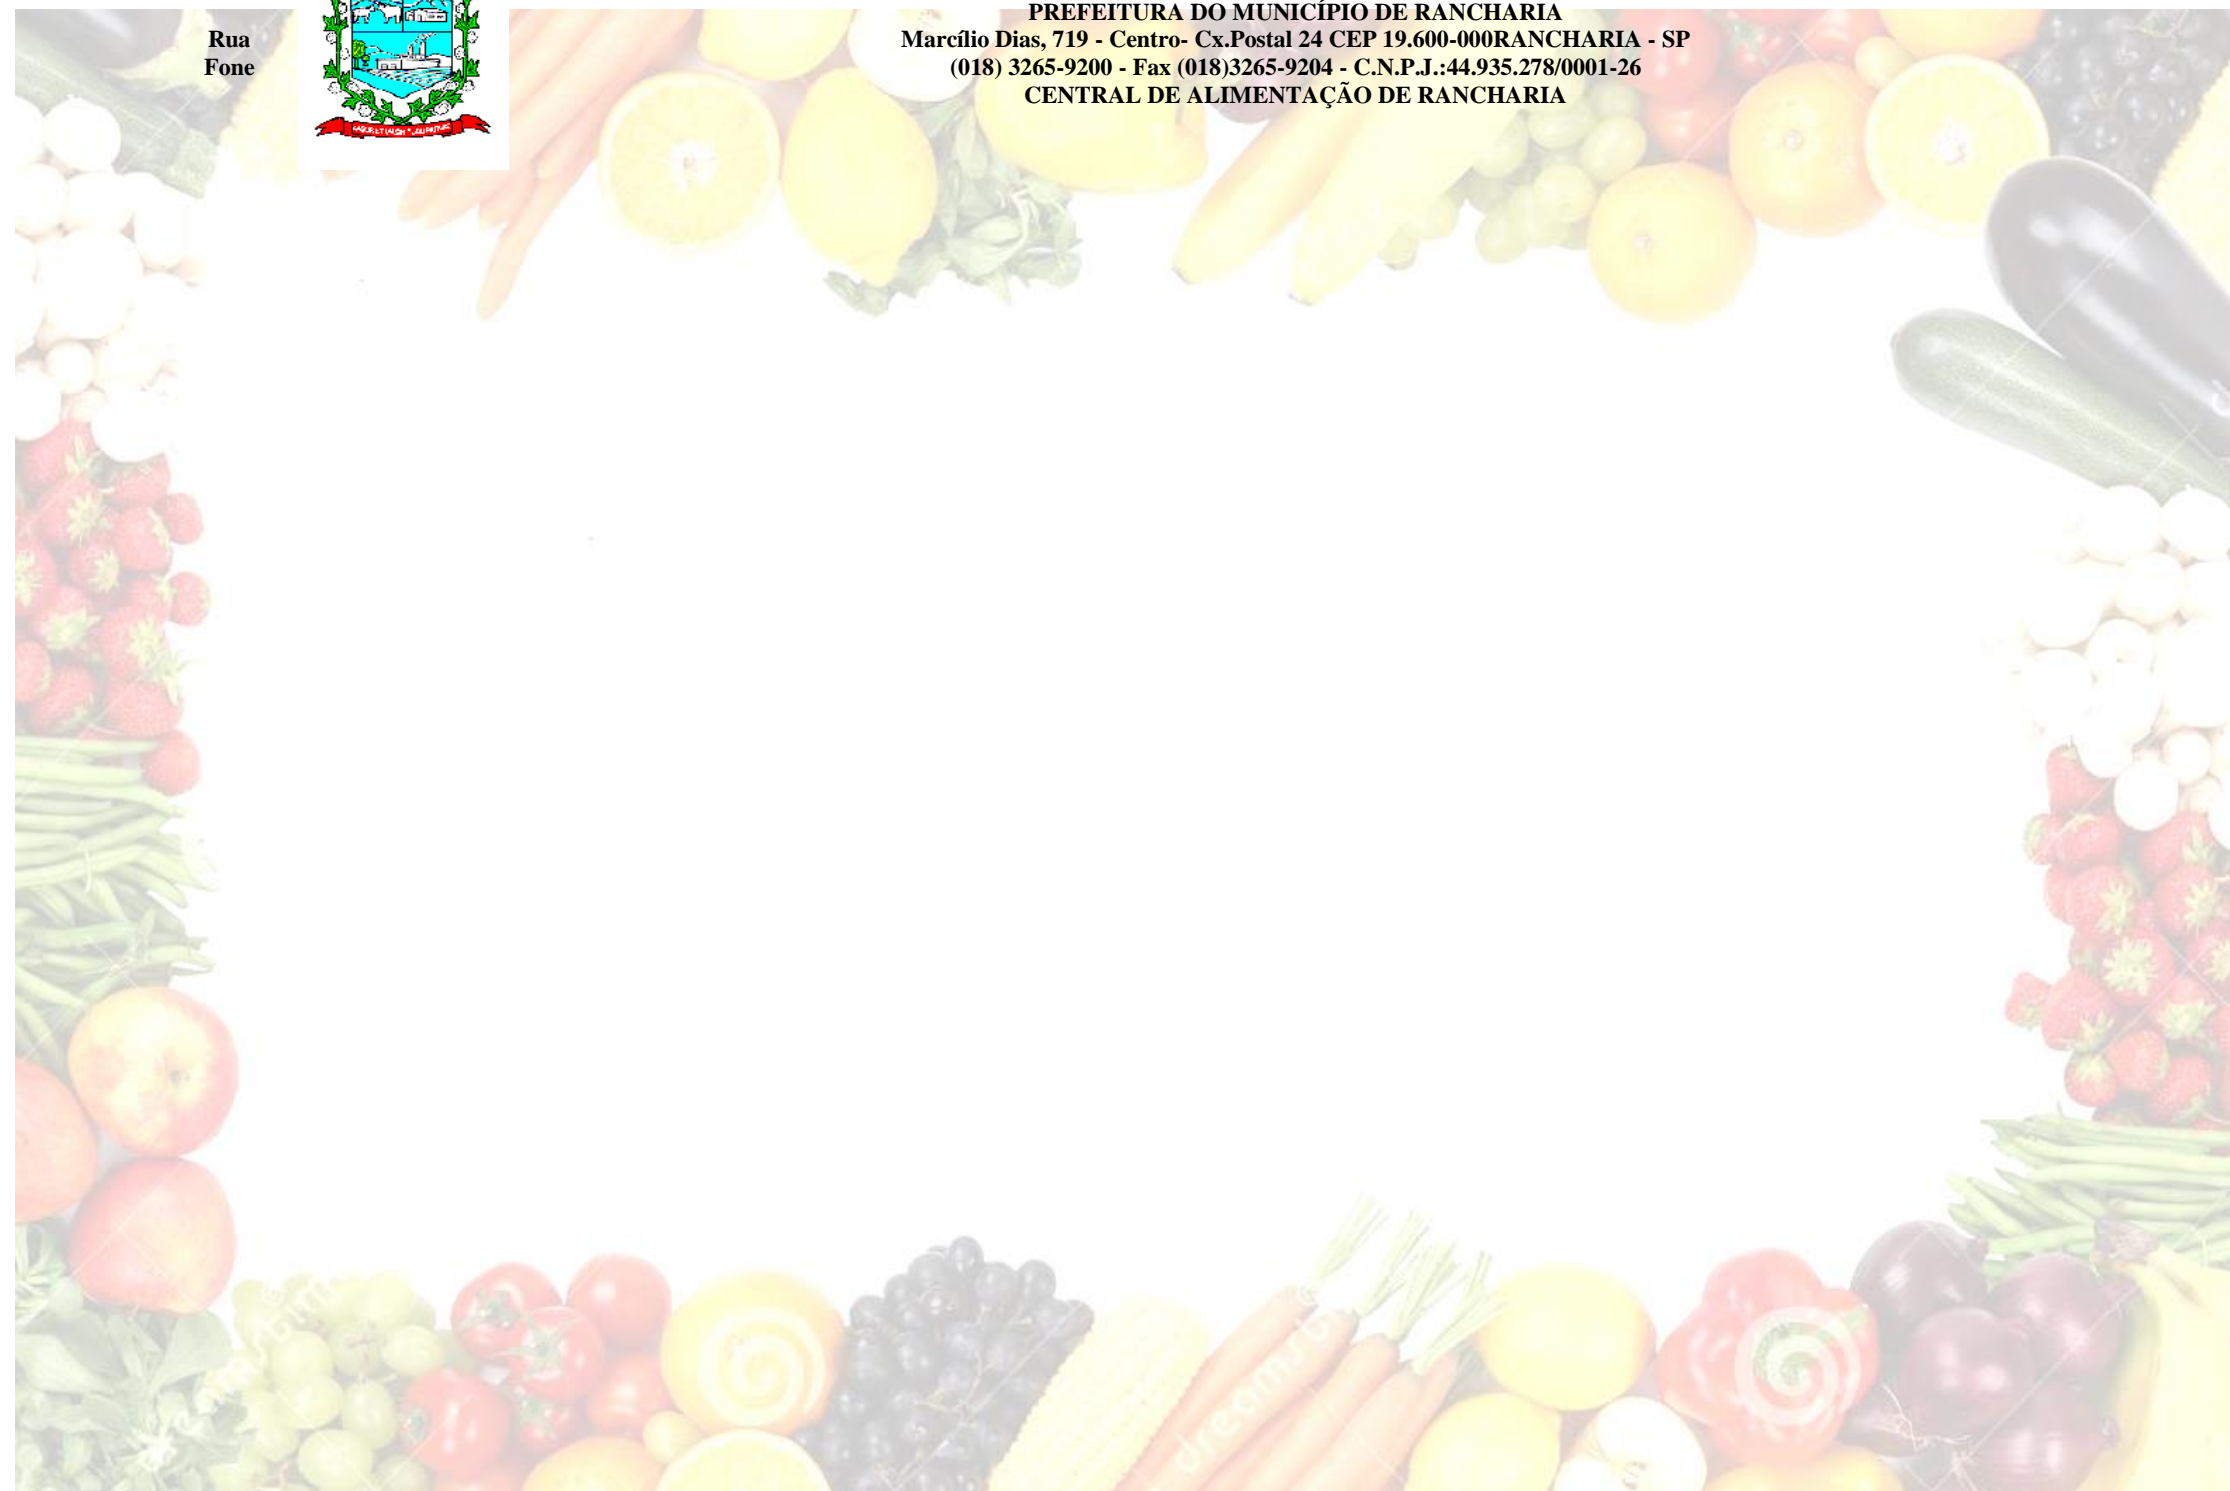 PREFEITURA DO MUNICÍPIO DE RANCHARIA
Rua Marcílio Dias, 719 - Centro- Cx.Postal 24 CEP 19.600-000RANCHARIA - SP
Fone (018) 3265-9200 - Fax (018)3265-9204 - C.N.P.J.:44.935.278/0001-26
CENTRAL DE ALIMENTAÇÃO DE RANCHARIA